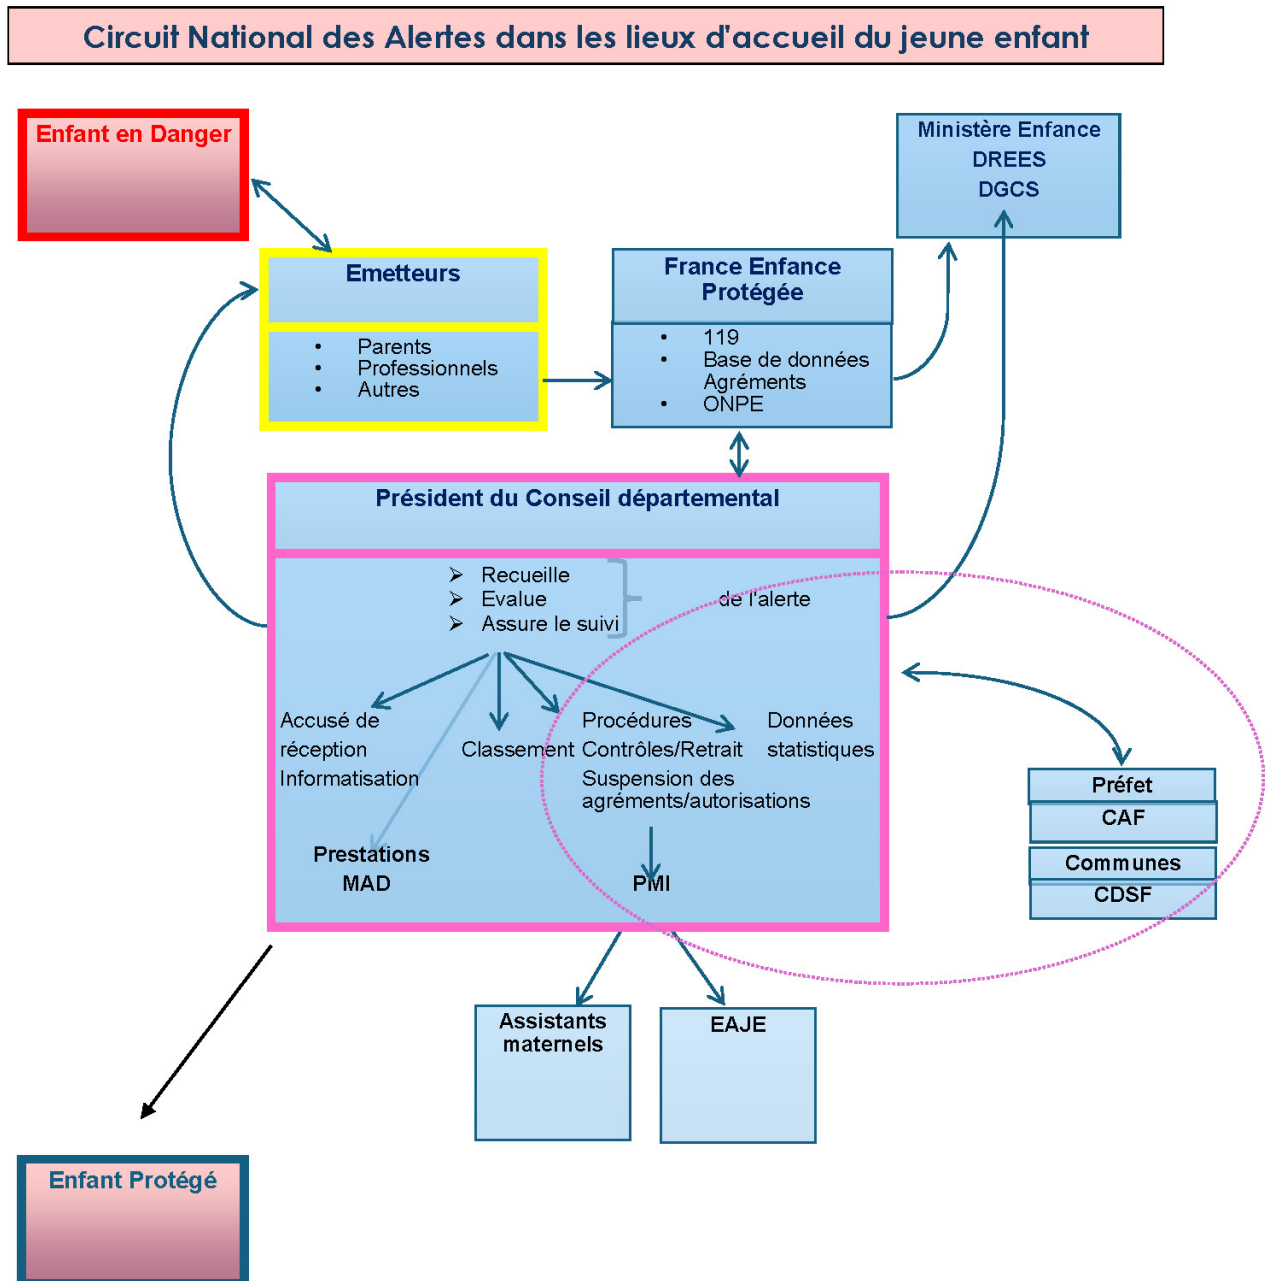 Circuit National des Alertes dans les lieux d'accueil du jeune enfant
Enfant en Danger
Ministère Enfance
DREES
DGCS
Emetteurs
• Parents
• Professionnels
• Autres
France Enfance
Protégée
• 119
• Base de données
Agréments
• ONPE
Président du Conseil départemental
➢ Recueille
➢ Evalue
➢ Assure le suivi
de l'alerte
Accusé de
réception
Informatisation
Classement
Procédures
Contrôles/Retrait
Suspension des
agréments/autorisations
Données
statistiques
Prestations
MAD
PMI
Préfet
CAF
Communes
CDSF
Assistants
maternels
EAJE
Enfant Protégé